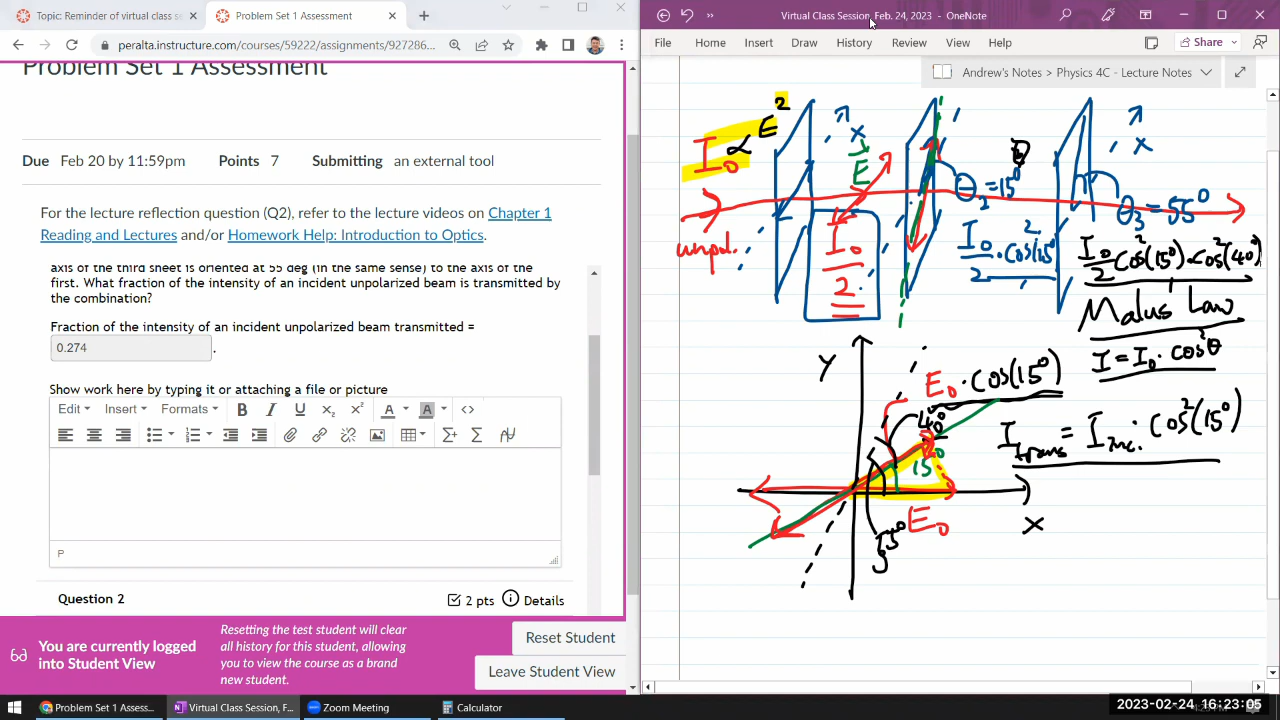 Topic: Reminder of virtual class se
Problem Set 1 Assessment
peralta.instructure.com/courses/59222/assignments/927286...
Problem Set 1 Assessment
Due Feb 20 by 11:59pm Points 7 Submitting an external tool
For the lecture reflection question (Q2), refer to the lecture videos on Chapter 1
Reading and Lectures and/or Homework Help: Introduction to Optics.
axis of the third sheet is oriented at 55 deg (in the same sense) to the axis of the
first. What fraction of the intensity of an incident unpolarized beam is transmitted by
the combination?
Fraction of the intensity of an incident unpolarized beam transmitted =
0.274 .
Show work here by typing it or attaching a file or picture
Edit Insert Formats B I U X₂ X² A A <>
P
Question 2 2 pts Details
You are currently logged
into Student View
Resetting the test student will clear
all history for this student, allowing
you to view the course as a brand
new student.
Reset Student
Leave Student View
Virtual Class Session, Feb. 24, 2023 - OneNote
File Home Insert Draw History Review View Help Share
Andrew's Notes > Physics 4C - Lecture Notes
I₀ ∝ E²
x
E
unpol.
I₀/2
θ₂ = 15°
I₀/2 · cos²(15°)
x
θ₃ = 55°
I₀/2 cos²(15°) · cos²(40°)
Malus Law
I = I₀ · cos²θ
y
E₀ · cos(15°)
40°
15°
I trans = I inc. · cos²(15°)
E₀
x
55°
Problem Set 1 Assess...
Virtual Class Session, F...
Zoom Meeting
Calculator
2023-02-24 16:23:05